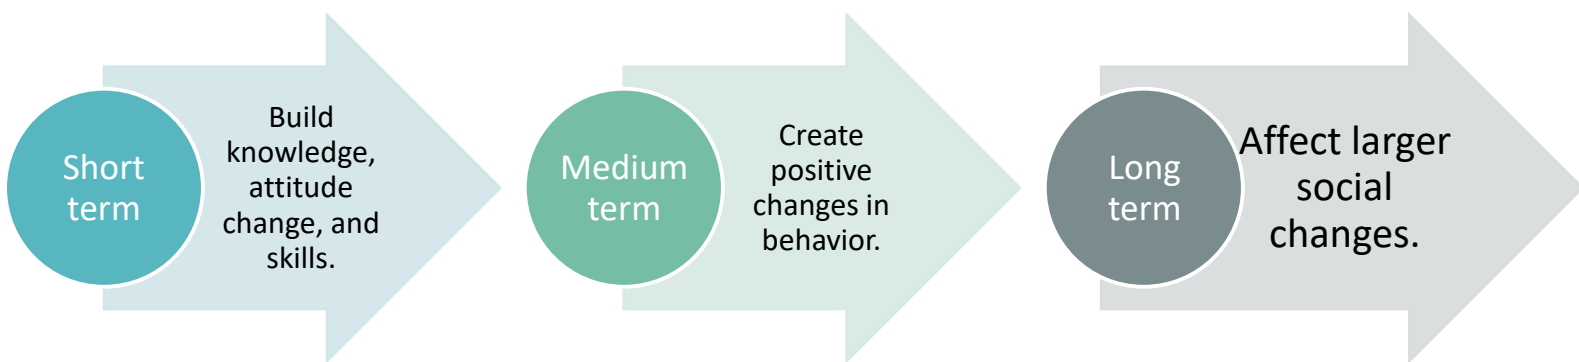 Short
term
Build
knowledge,
attitude
change, and
skills.
Medium
term
Create
positive
changes in
behavior.
Long
term
Affect larger
social
changes.